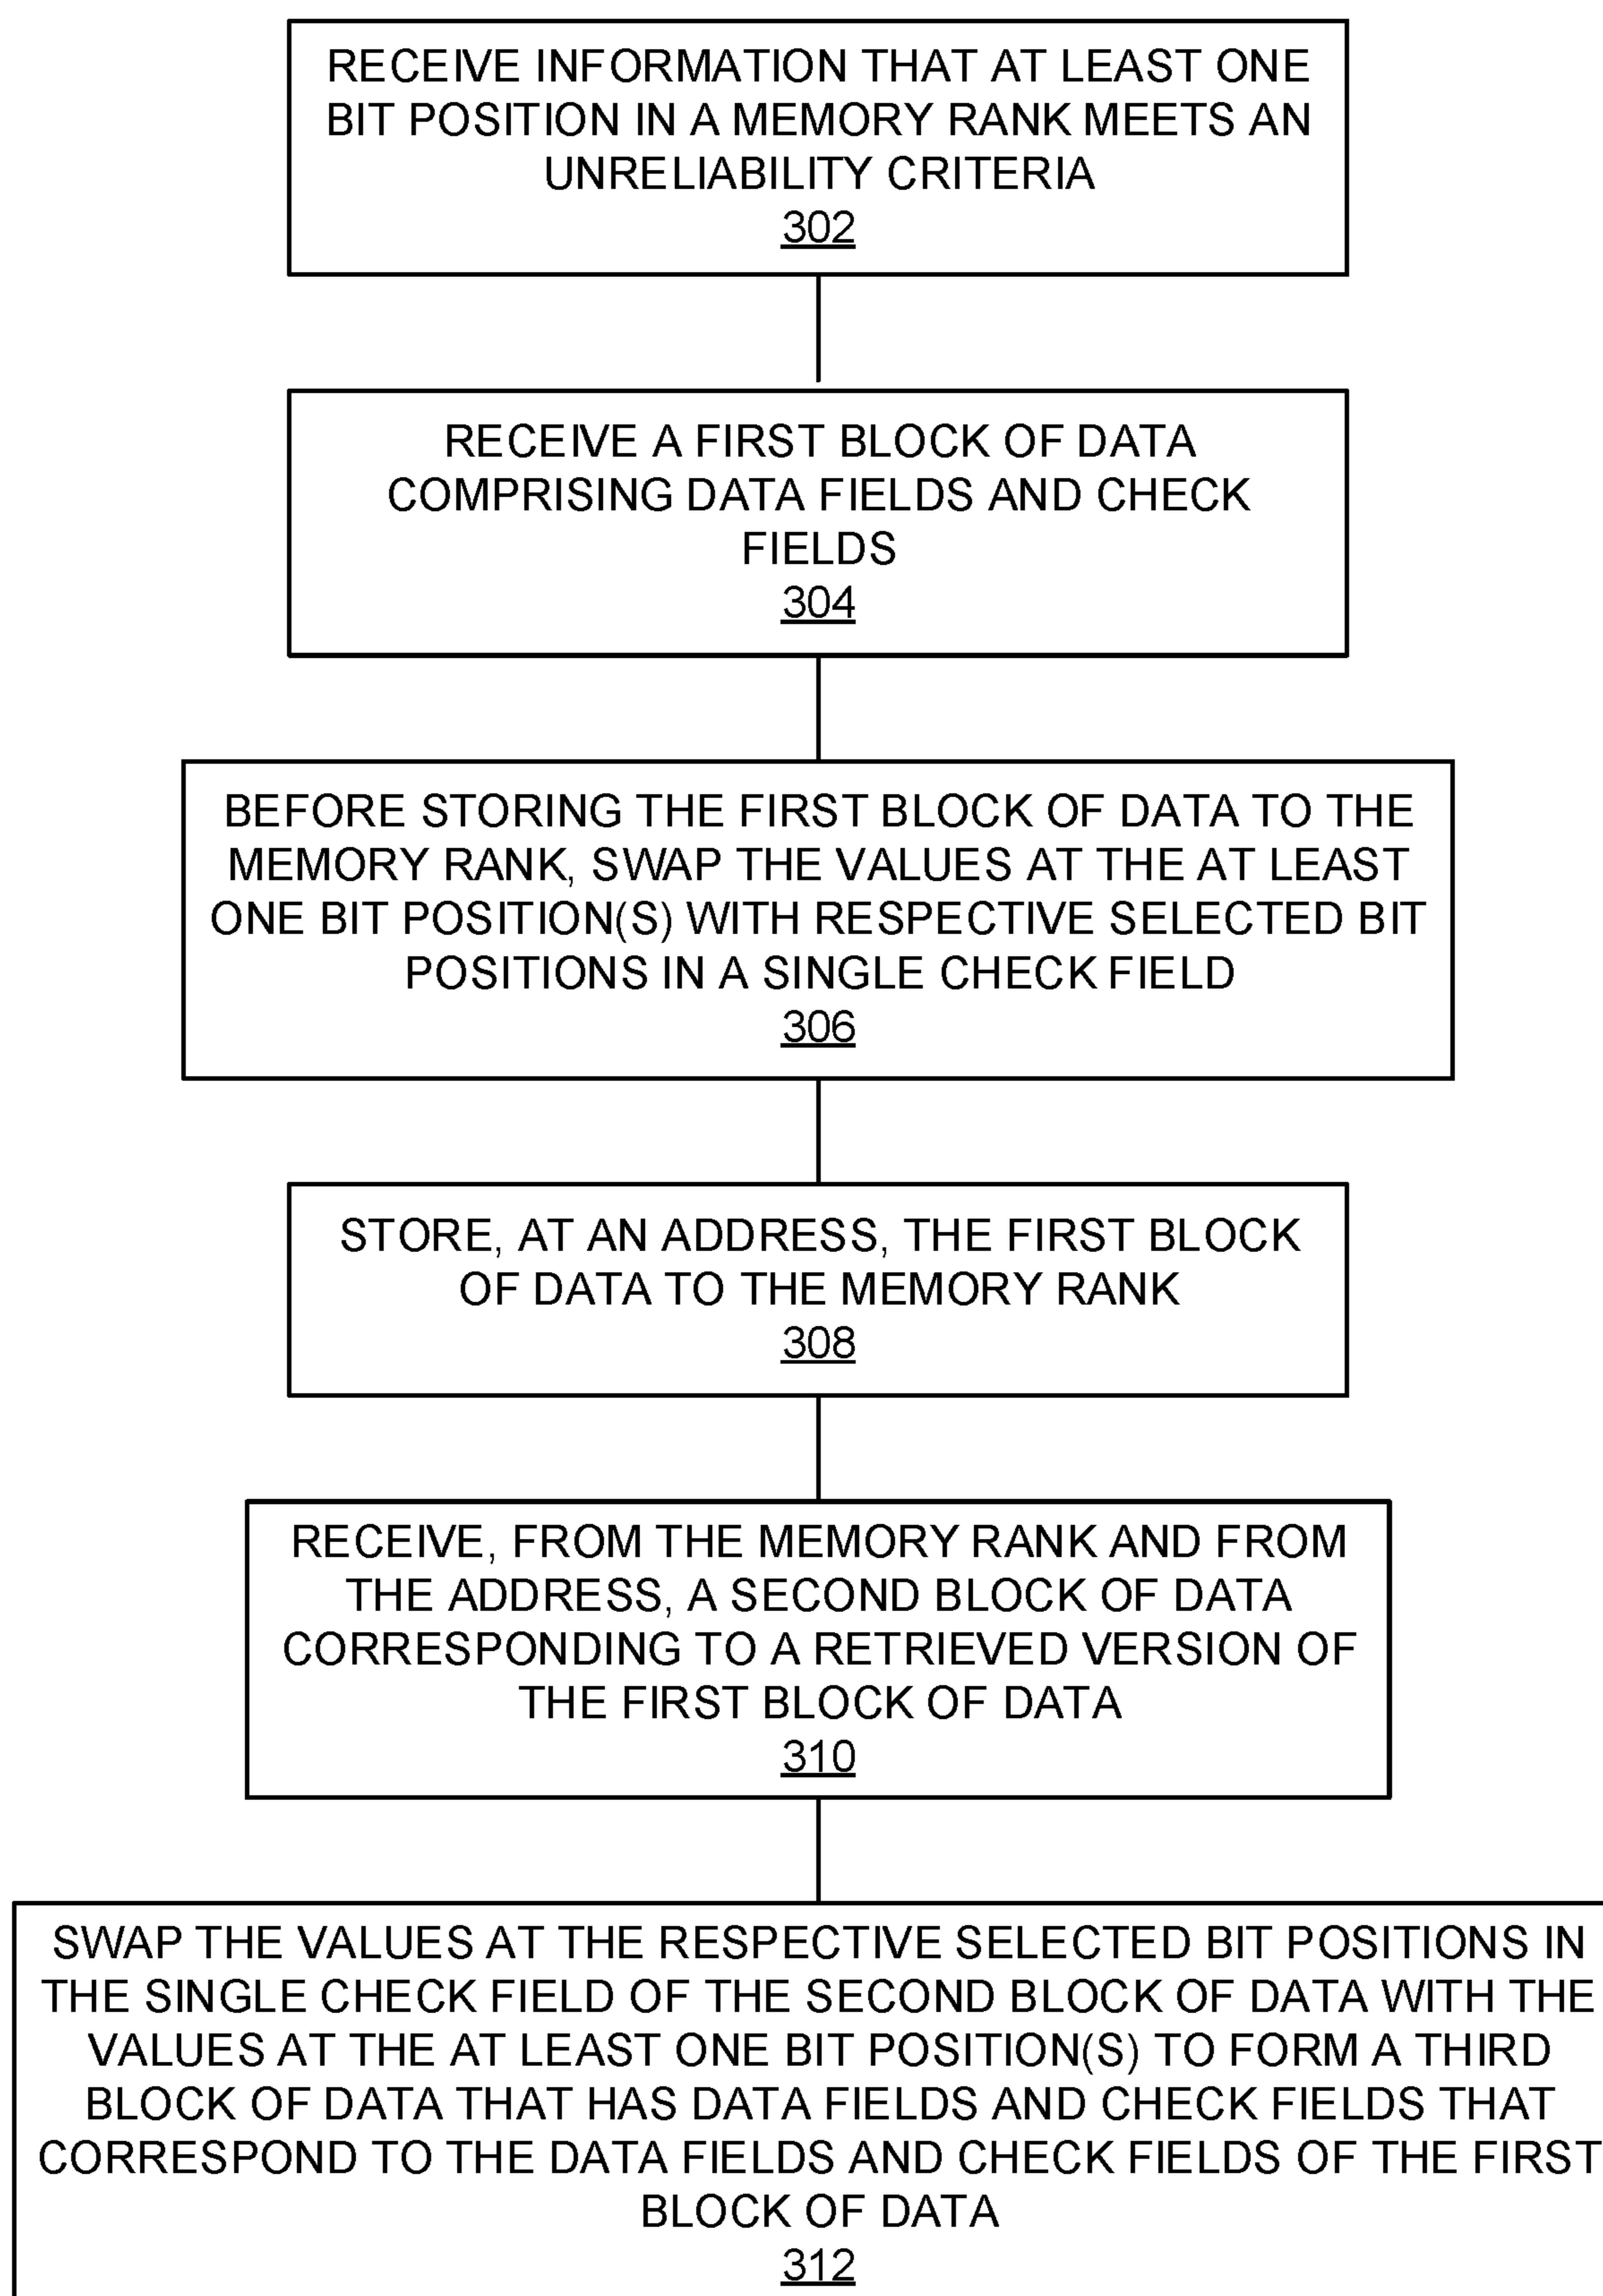 RECEIVE INFORMATION THAT AT LEAST ONE
BIT POSITION IN A MEMORY RANK MEETS AN
UNRELIABILITY CRITERIA
302
RECEIVE A FIRST BLOCK OF DATA
COMPRISING DATA FIELDS AND CHECK
FIELDS
304
BEFORE STORING THE FIRST BLOCK OF DATA TO THE
MEMORY RANK, SWAP THE VALUES AT THE AT LEAST
ONE BIT POSITION(S) WITH RESPECTIVE SELECTED BIT
POSITIONS IN A SINGLE CHECK FIELD
306
STORE, AT AN ADDRESS, THE FIRST BLOCK
OF DATA TO THE MEMORY RANK
308
RECEIVE, FROM THE MEMORY RANK AND FROM
THE ADDRESS, A SECOND BLOCK OF DATA
CORRESPONDING TO A RETRIEVED VERSION OF
THE FIRST BLOCK OF DATA
310
SWAP THE VALUES AT THE RESPECTIVE SELECTED BIT POSITIONS IN
THE SINGLE CHECK FIELD OF THE SECOND BLOCK OF DATA WITH THE
VALUES AT THE AT LEAST ONE BIT POSITION(S) TO FORM A THIRD
BLOCK OF DATA THAT HAS DATA FIELDS AND CHECK FIELDS THAT
CORRESPOND TO THE DATA FIELDS AND CHECK FIELDS OF THE FIRST
BLOCK OF DATA
312